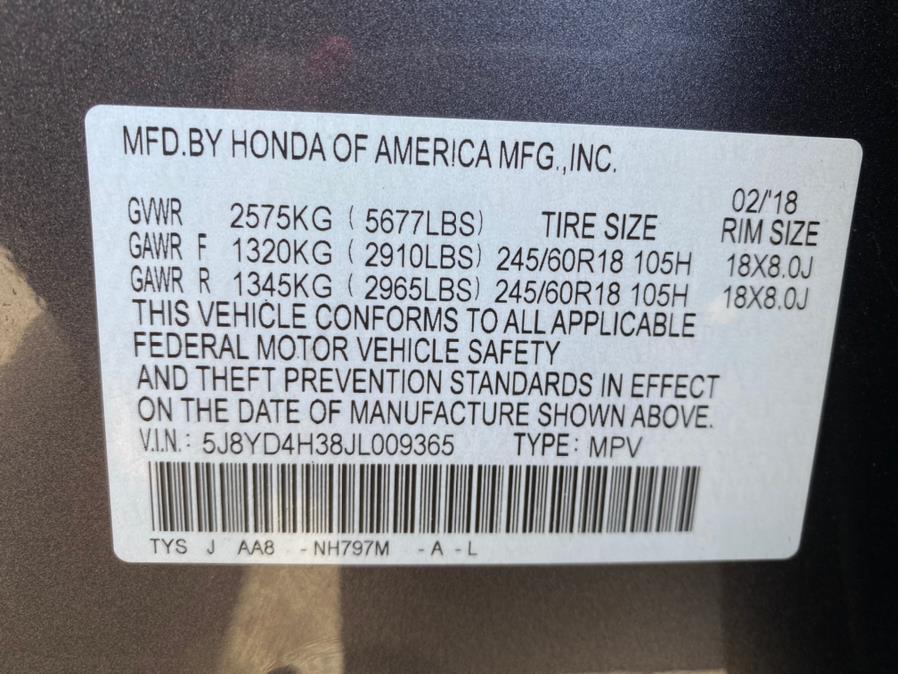 MFD.BY HONDA OF AMERICA MFG.,INC.
02/'18
GVWR 2575KG ( 5677LBS) TIRE SIZE RIM SIZE
GAWR F 1320KG ( 2910LBS) 245/60R18 105H 18X8.0J
GAWR R 1345KG ( 2965LBS) 245/60R18 105H 18X8.0J
THIS VEHICLE CONFORMS TO ALL APPLICABLE
FEDERAL MOTOR VEHICLE SAFETY
AND THEFT PREVENTION STANDARDS IN EFFECT
ON THE DATE OF MANUFACTURE SHOWN ABOVE.
V.I.N.: 5J8YD4H38JL009365 TYPE: MPV
TYS J AA8 -NH797M -A -L